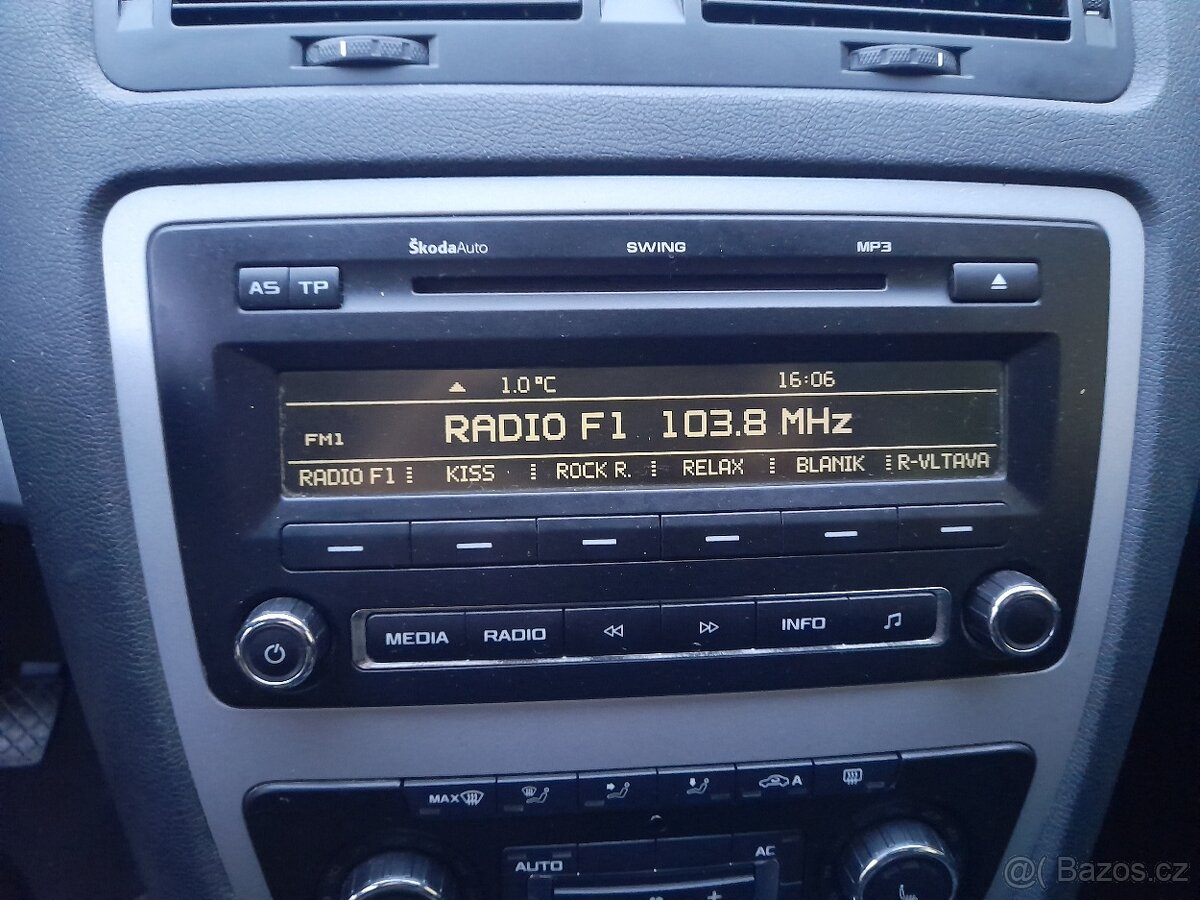 ŠkodaAuto SWING MP3
AS TP
1.0 °C 16:06
FM1 RADIO F1 103.8 MHz
RADIO F1 KISS ROCK R. RELAX BLANIK R-VLTAVA
MEDIA RADIO INFO
MAX A
AUTO AC
@( Bazos.cz